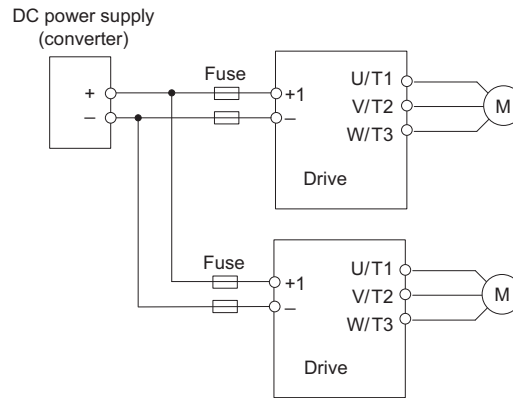 DC power supply
(converter)
+
–
Fuse
+1
–
U/T1
V/T2
W/T3
M
Drive
Fuse
+1
–
U/T1
V/T2
W/T3
M
Drive